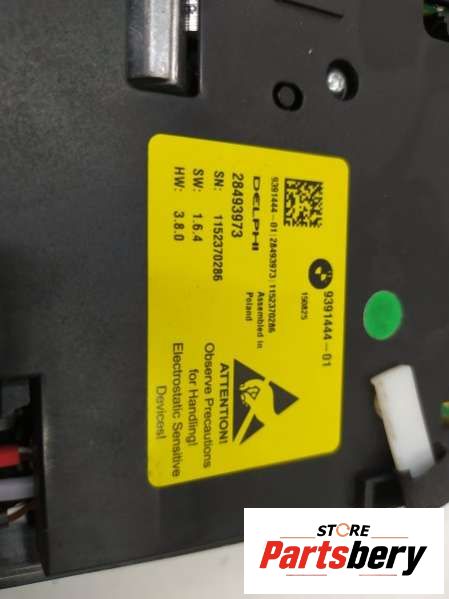 9391444-01
150825
9391444-01|28493973|1152370286
DELPHI
Assembled in
Poland
28493973
SN: 1152370286
SW: 1.6.4
HW: 3.8.0
ATTENTION!
Observe Precautions
for Handling!
Electrostatic Sensitive
Devices!
STORE
Partsbery